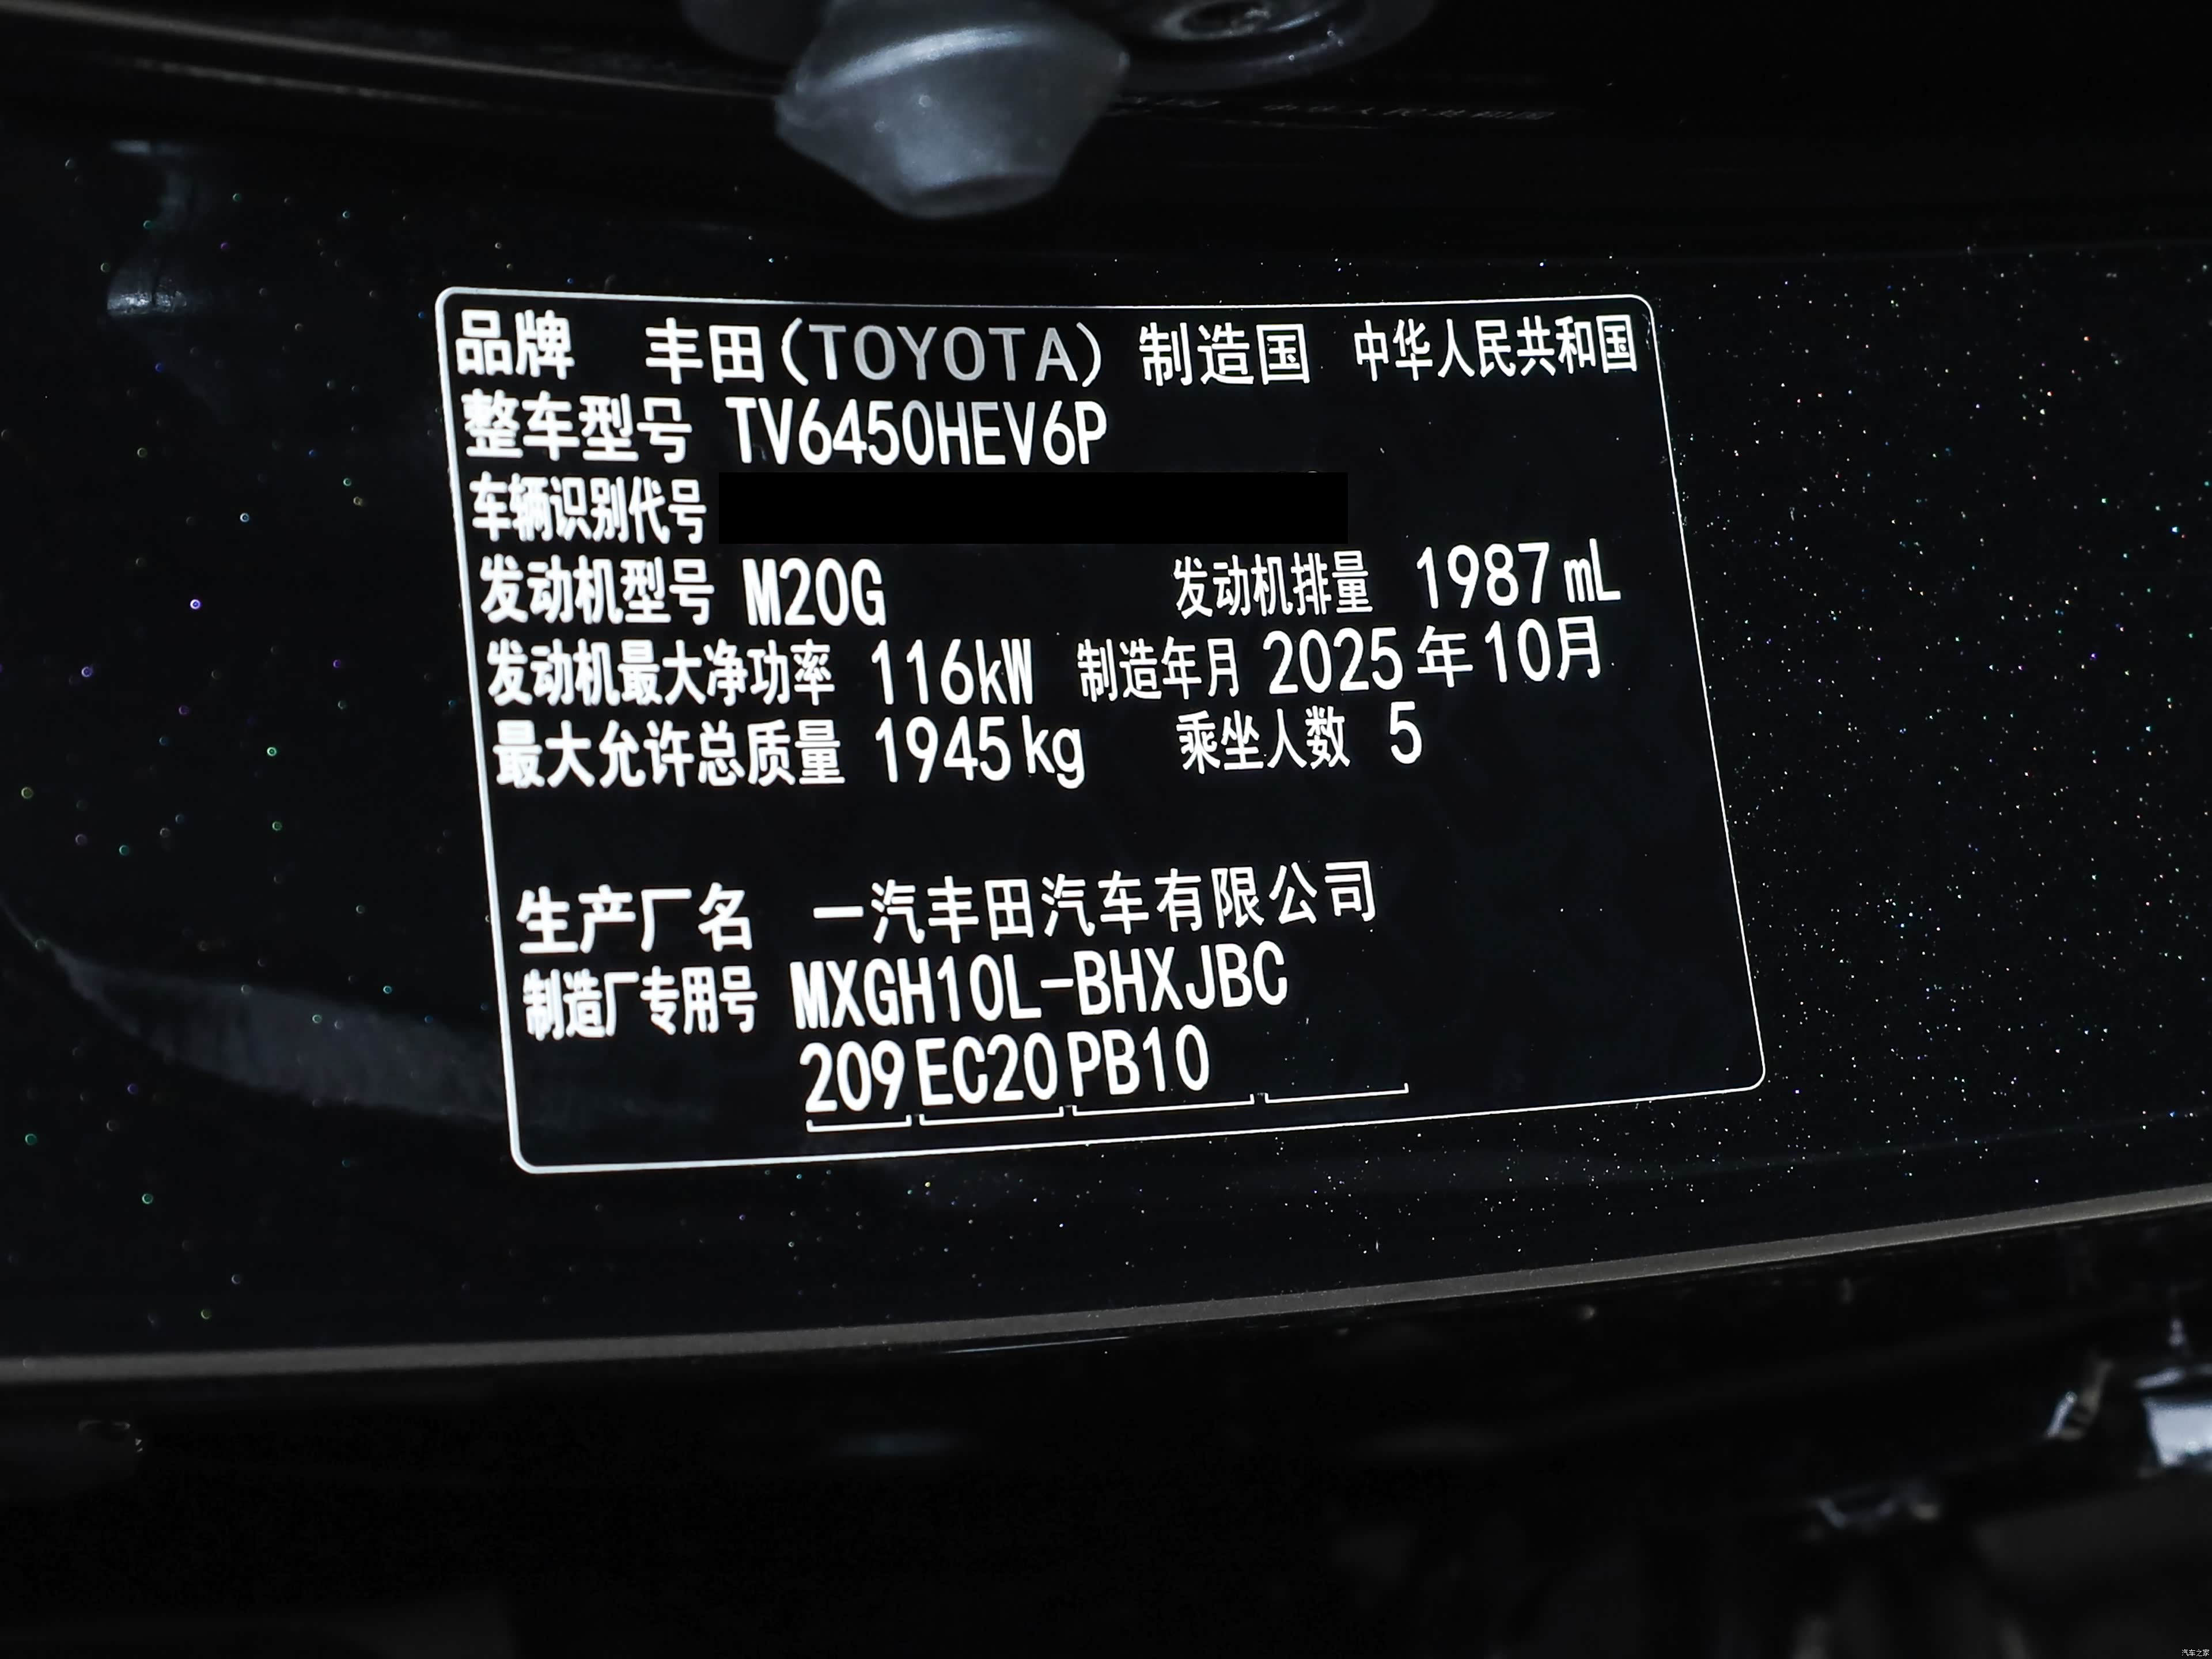 品牌 丰田(TOYOTA) 制造国 中华人民共和国
整车型号 TV6450HEV6P
车辆识别代号
发动机型号 M20G 发动机排量 1987mL
发动机最大净功率 116kW 制造年月 2025年10月
最大允许总质量 1945kg 乘坐人数 5
生产厂名 一汽丰田汽车有限公司
制造厂专用号 MXGH10L-BHXJBC
209 EC20 PB10
汽车之家